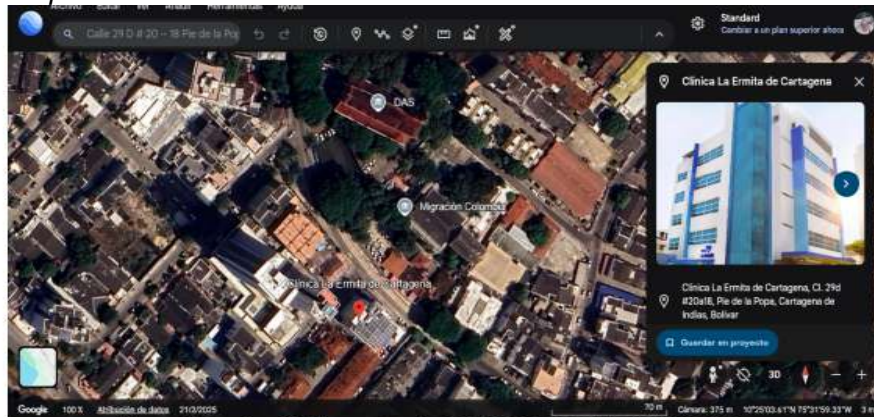 Archivo Editar Ver Añadir Herramientas Ayuda
Calle 29 D # 20 – 18 Pie de la Pop
Standard
Cambiar a un plan superior ahora
Clínica La Ermita de Cartagena
DAS
Migración Colombia
Clínica La Ermita de Cartagena
Clínica La Ermita de Cartagena, Cl. 29d
#20a18, Pie de la Popa, Cartagena de
Indias, Bolívar
Guardar en proyecto
3D
Google 100 % Atribución de datos 21/3/2025
70 m
Cámara: 375 m 10°25'03.61"N 75°31'59.33"W 3 m